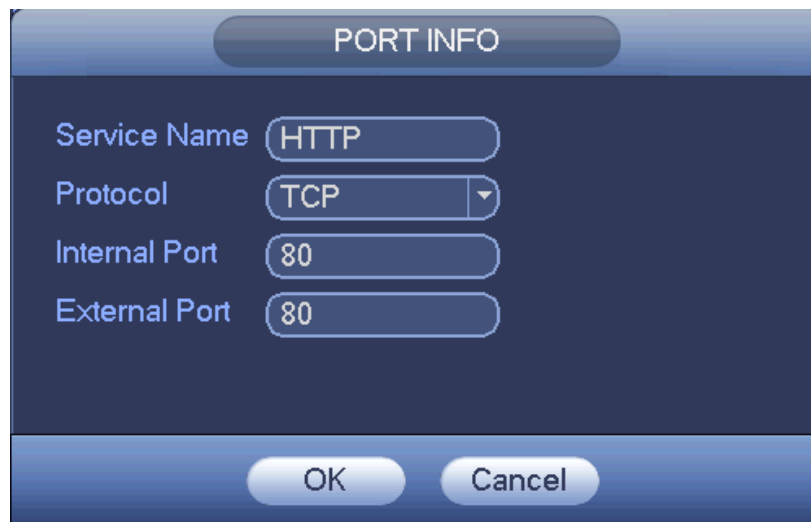 PORT INFO
Service Name HTTP
Protocol TCP
Internal Port 80
External Port 80
OK Cancel